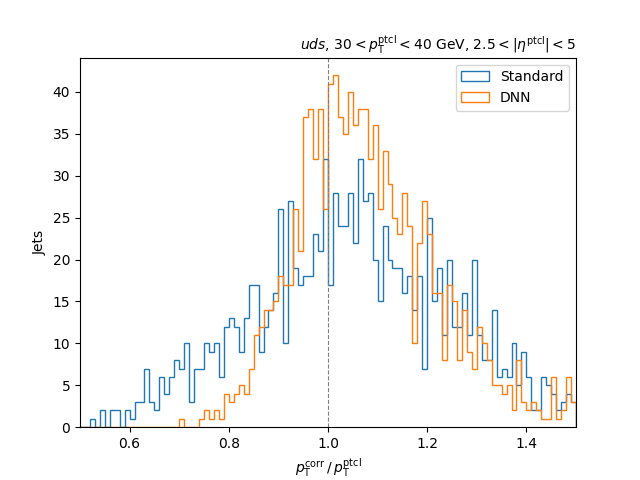 uds, 30 < p_T^ptcl < 40 GeV, 2.5 < |η^ptcl| < 5
Standard
DNN
Jets
40
35
30
25
20
15
10
5
0
0.6 0.8 1.0 1.2 1.4
p_T^corr / p_T^ptcl